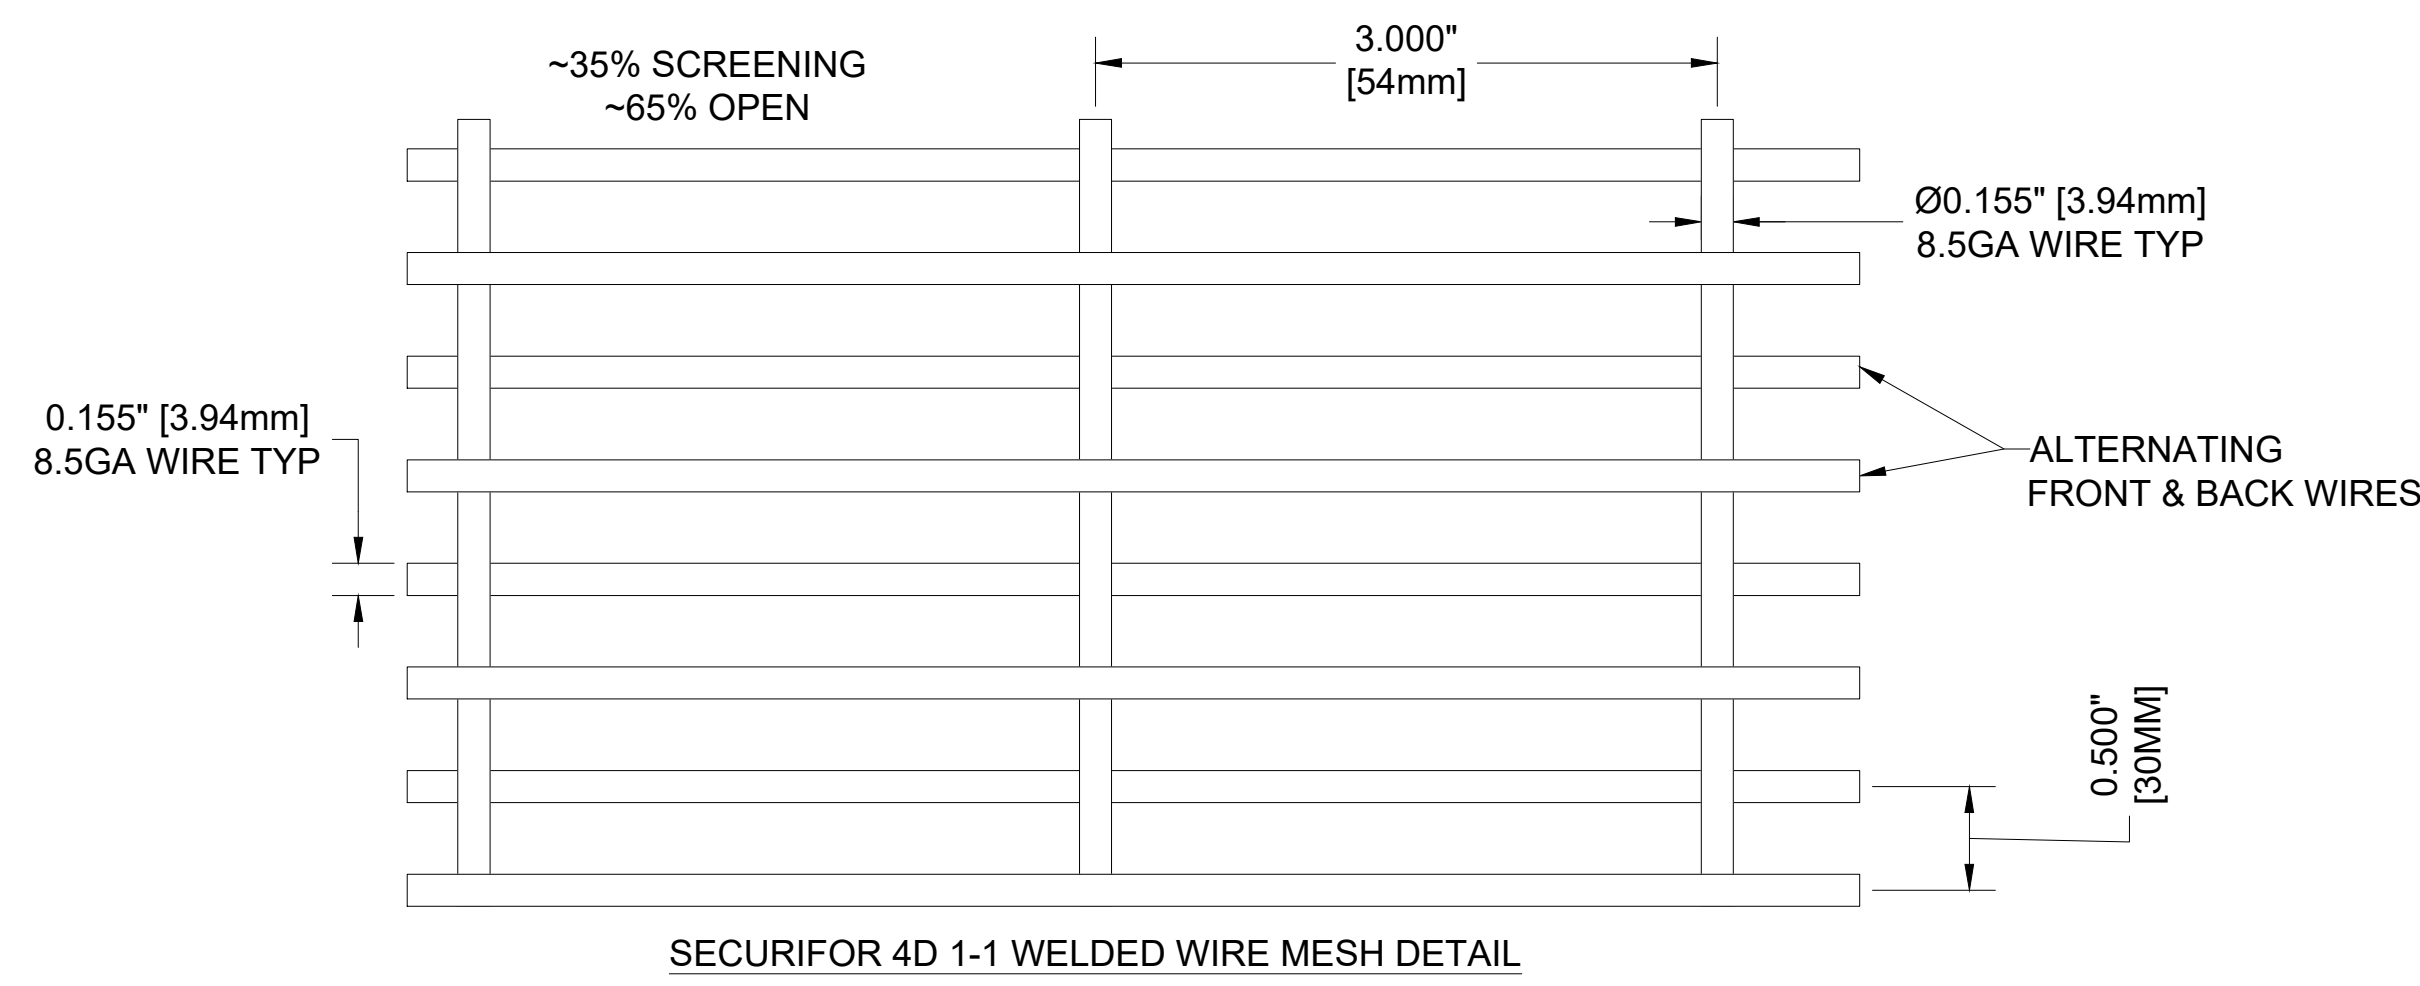 ~35% SCREENING
~65% OPEN
3.000"
[54mm]
Ø0.155" [3.94mm]
8.5GA WIRE TYP
0.155" [3.94mm]
8.5GA WIRE TYP
ALTERNATING
FRONT & BACK WIRES
0.500"
[30MM]
SECURIFOR 4D 1-1 WELDED WIRE MESH DETAIL